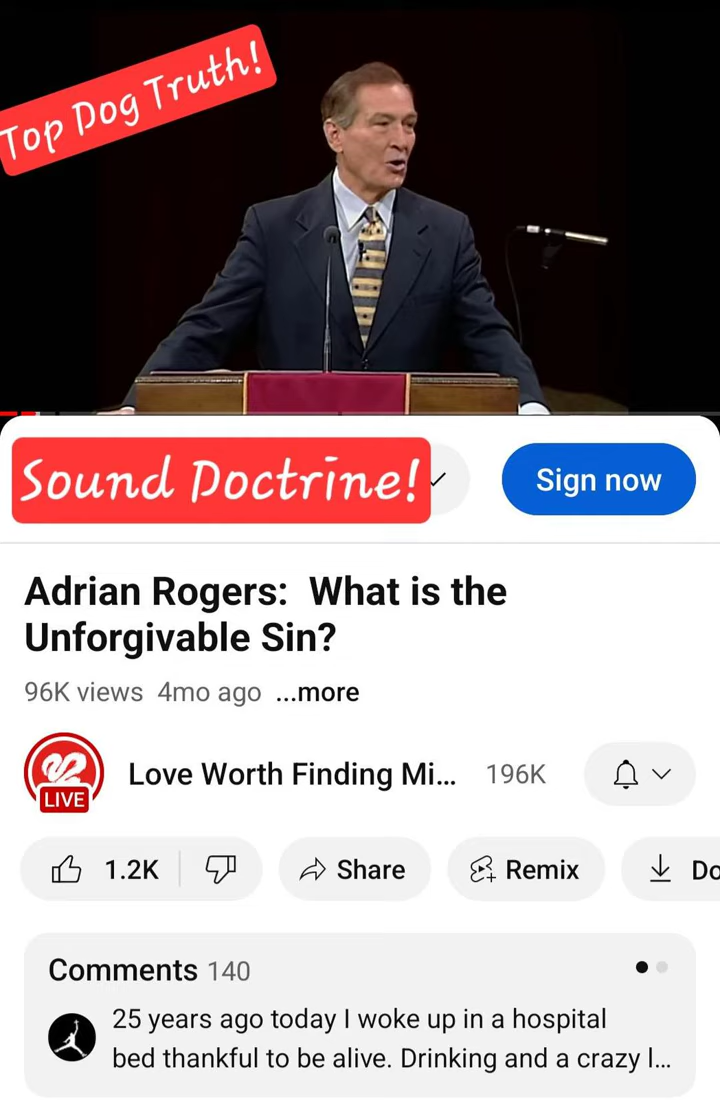 Top Dog Truth!
Sound Doctrine!
Sign now
Adrian Rogers:  What is the
Unforgivable Sin?
96K views  4mo ago  ...more
LIVE
Love Worth Finding Mi...  196K
1.2K
Share
Remix
Do
Comments 140
25 years ago today I woke up in a hospital
bed thankful to be alive. Drinking and a crazy l...